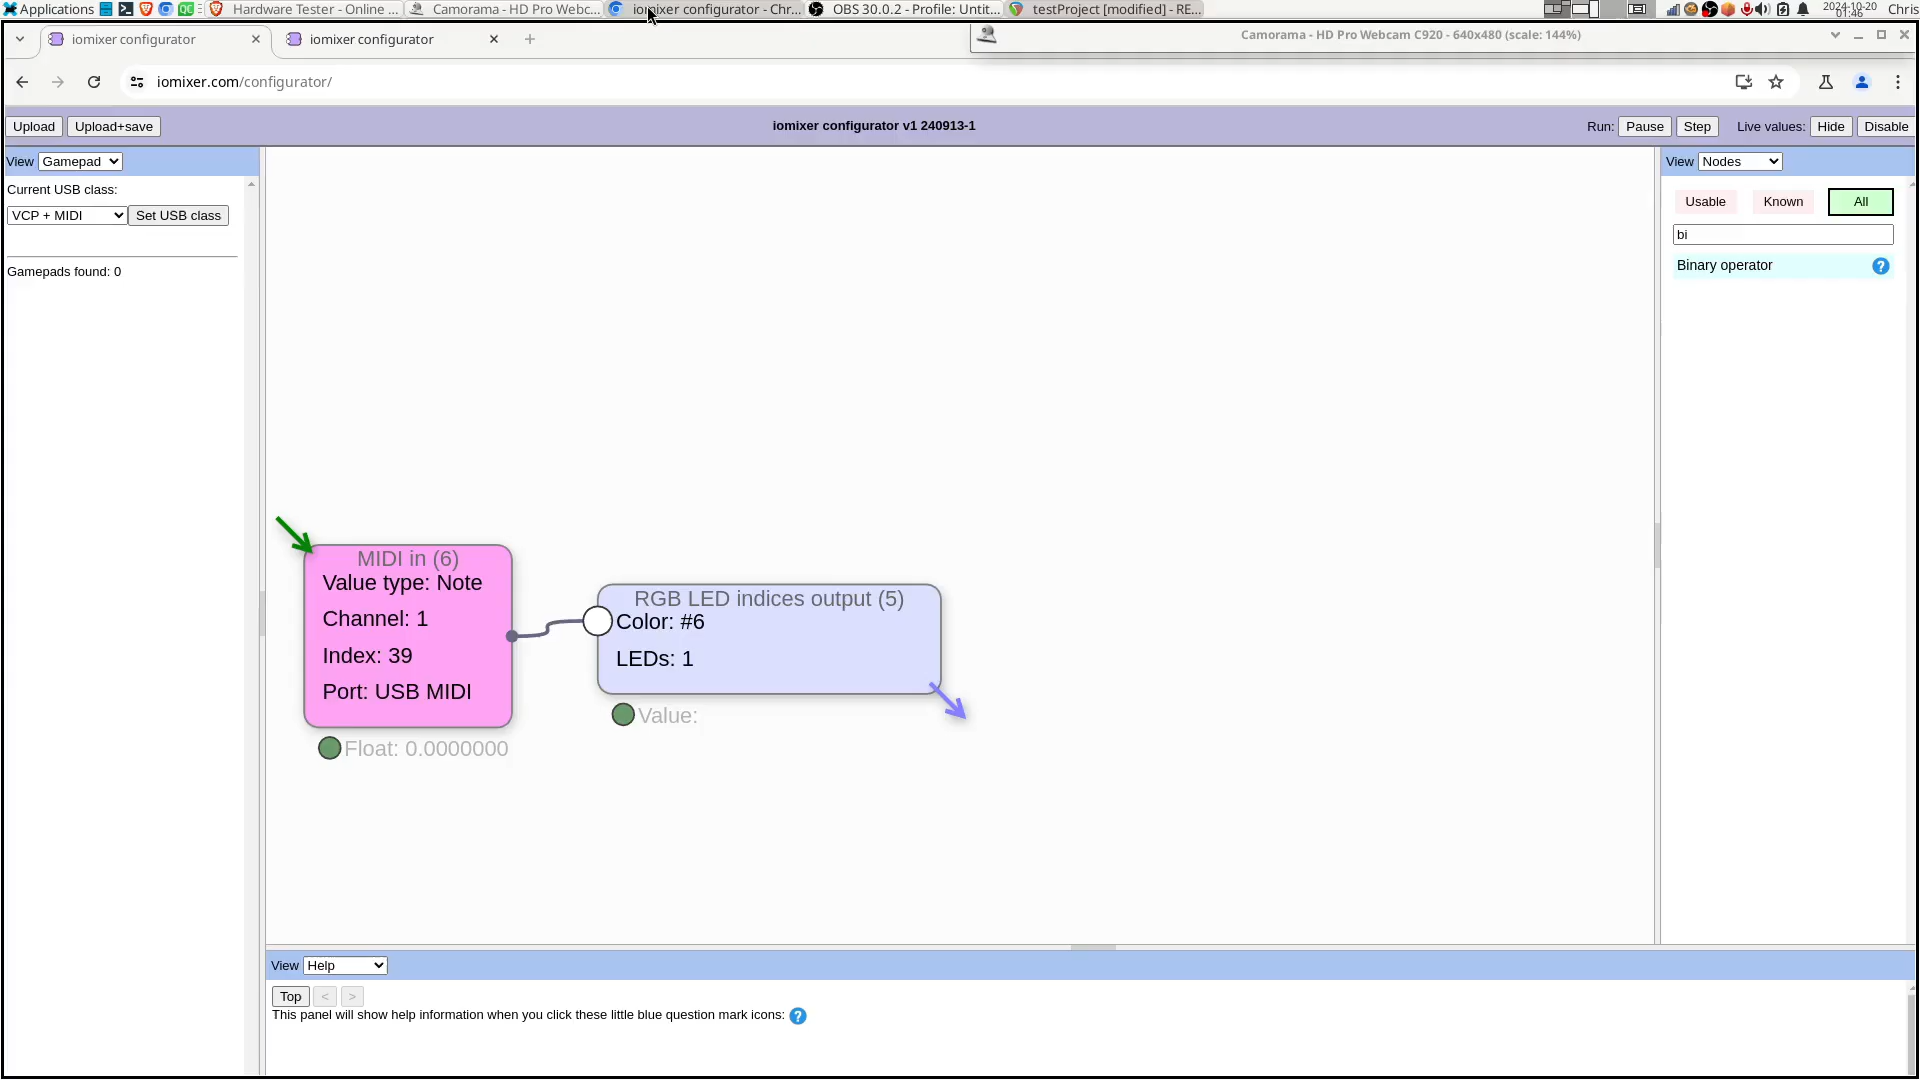 Applications
Hardware Tester - Online ...
Camorama - HD Pro Webc...
iomixer configurator - Chr...
OBS 30.0.2 - Profile: Untit...
testProject [modified] - RE...
2024-10-20
01:46
Chris
iomixer configurator
iomixer configurator
Camorama - HD Pro Webcam C920 - 640x480 (scale: 144%)
iomixer.com/configurator/
Upload
Upload+save
iomixer configurator v1 240913-1
Run:
Pause
Step
Live values:
Hide
Disable
View
Gamepad
Current USB class:
VCP + MIDI
Set USB class
Gamepads found: 0
View
Nodes
Usable
Known
All
bi
Binary operator
?
MIDI in (6)
Value type: Note
Channel: 1
Index: 39
Port: USB MIDI
Float: 0.0000000
RGB LED indices output (5)
Color: #6
LEDs: 1
Value:
View
Help
Top
<
>
This panel will show help information when you click these little blue question mark icons: ?